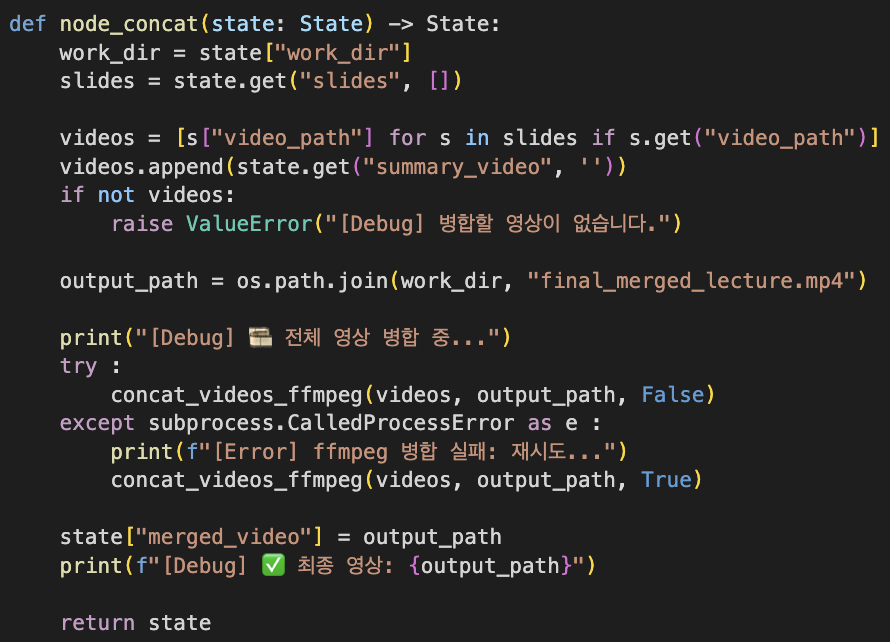 def node_concat(state: State) -> State:
    work_dir = state["work_dir"]
    slides = state.get("slides", [])

    videos = [s["video_path"] for s in slides if s.get("video_path")]
    videos.append(state.get("summary_video", ''))
    if not videos:
        raise ValueError("[Debug] 병합할 영상이 없습니다.")

    output_path = os.path.join(work_dir, "final_merged_lecture.mp4")

    print("[Debug] 🗃️ 전체 영상 병합 중...")
    try :
        concat_videos_ffmpeg(videos, output_path, False)
    except subprocess.CalledProcessError as e :
        print(f"[Error] ffmpeg 병합 실패: 재시도...")
        concat_videos_ffmpeg(videos, output_path, True)

    state["merged_video"] = output_path
    print(f"[Debug] ✅ 최종 영상: {output_path}")

    return state